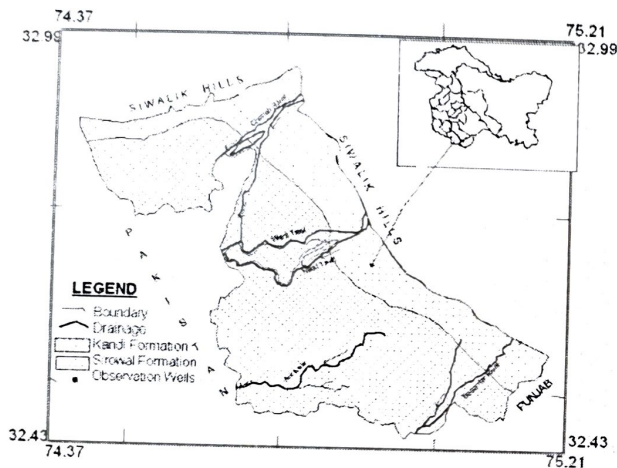 74.37
75.21
32.99
32.99
SIWALIK HILLS
SIWALIK HILLS
PAKISTAN
LEGEND
Boundary
Drainage
Kandi Formation
Sirowal Formation
Observation Wells
PUNJAB
32.43
32.43
74.37
75.21